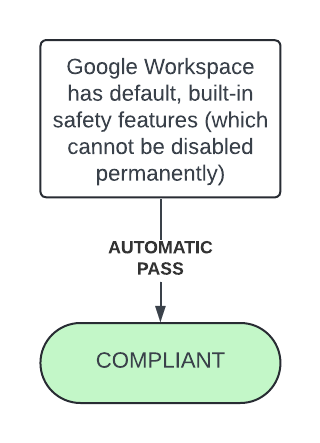 Google Workspace
has default, built-in
safety features (which
cannot be disabled
permanently)
AUTOMATIC
PASS
COMPLIANT